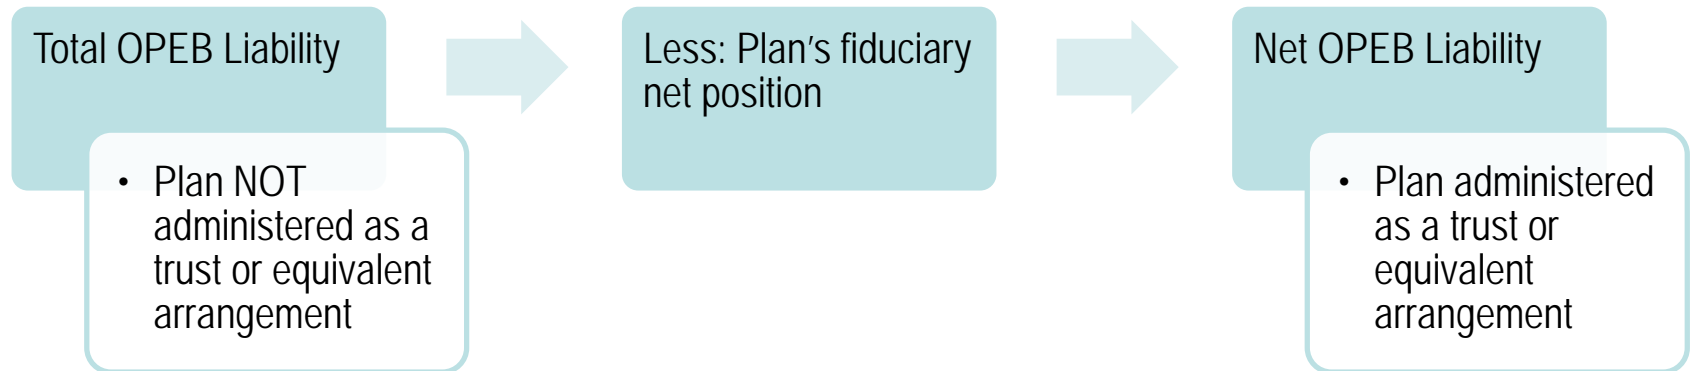 Total OPEB Liability
• Plan NOT
administered as a
trust or equivalent
arrangement
Less: Plan's fiduciary
net position
Net OPEB Liability
• Plan administered
as a trust or
equivalent
arrangement